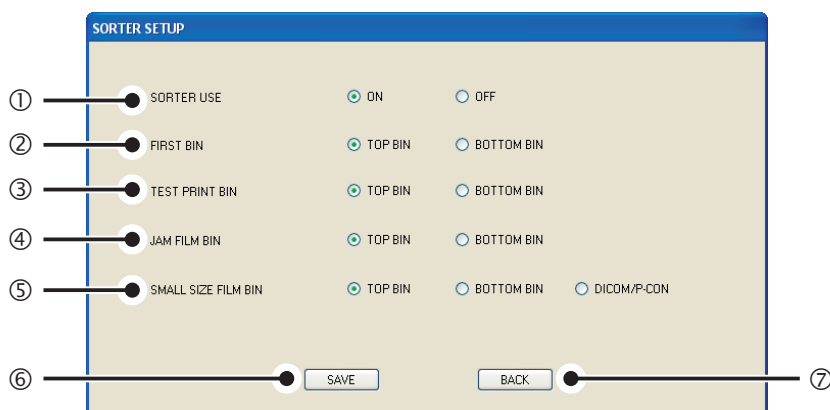 SORTER SETUP
① SORTER USE ON OFF
② FIRST BIN TOP BIN BOTTOM BIN
③ TEST PRINT BIN TOP BIN BOTTOM BIN
④ JAM FILM BIN TOP BIN BOTTOM BIN
⑤ SMALL SIZE FILM BIN TOP BIN BOTTOM BIN DICOM/P-CON
⑥ SAVE BACK ⑦